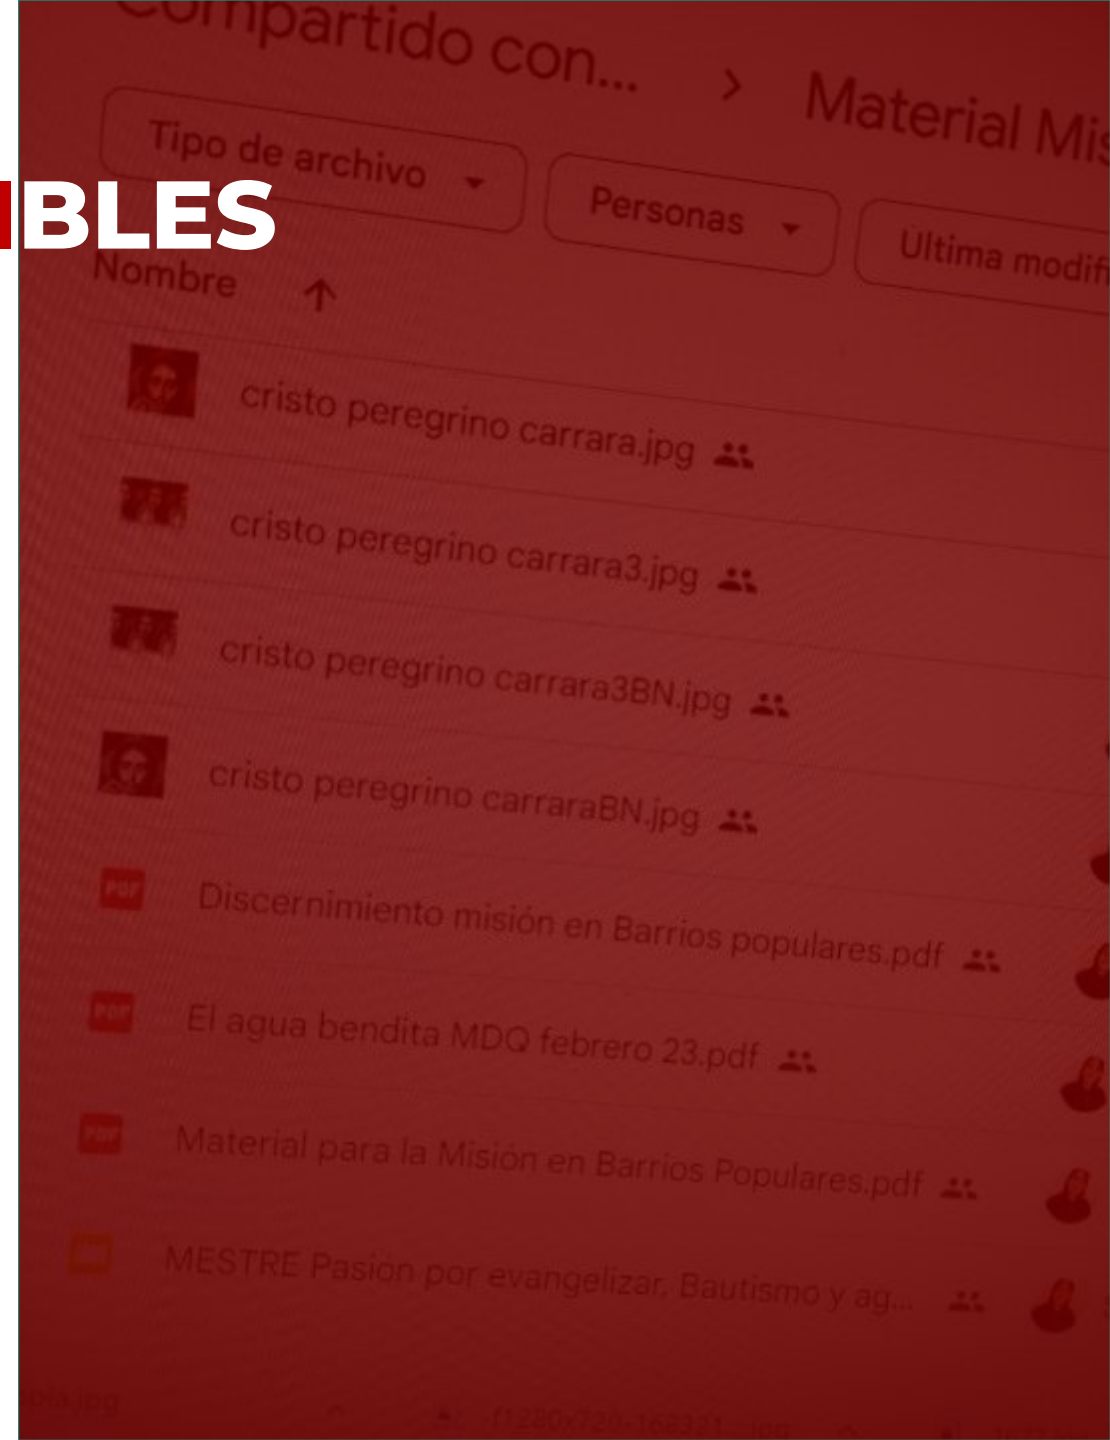 Compartido con... > Material Mis
Tipo de archivo
Personas
Ultima modifi
BLES
Nombre
cristo peregrino carrara.jpg
cristo peregrino carrara3.jpg
cristo peregrino carrara3BN.jpg
cristo peregrino carraraBN.jpg
PDF Discernimiento misión en Barrios populares.pdf
PDF El agua bendita MDQ febrero 23.pdf
PDF Material para la Misión en Barrios Populares.pdf
MESTRE Pasión por evangelizar, Bautismo y ag...